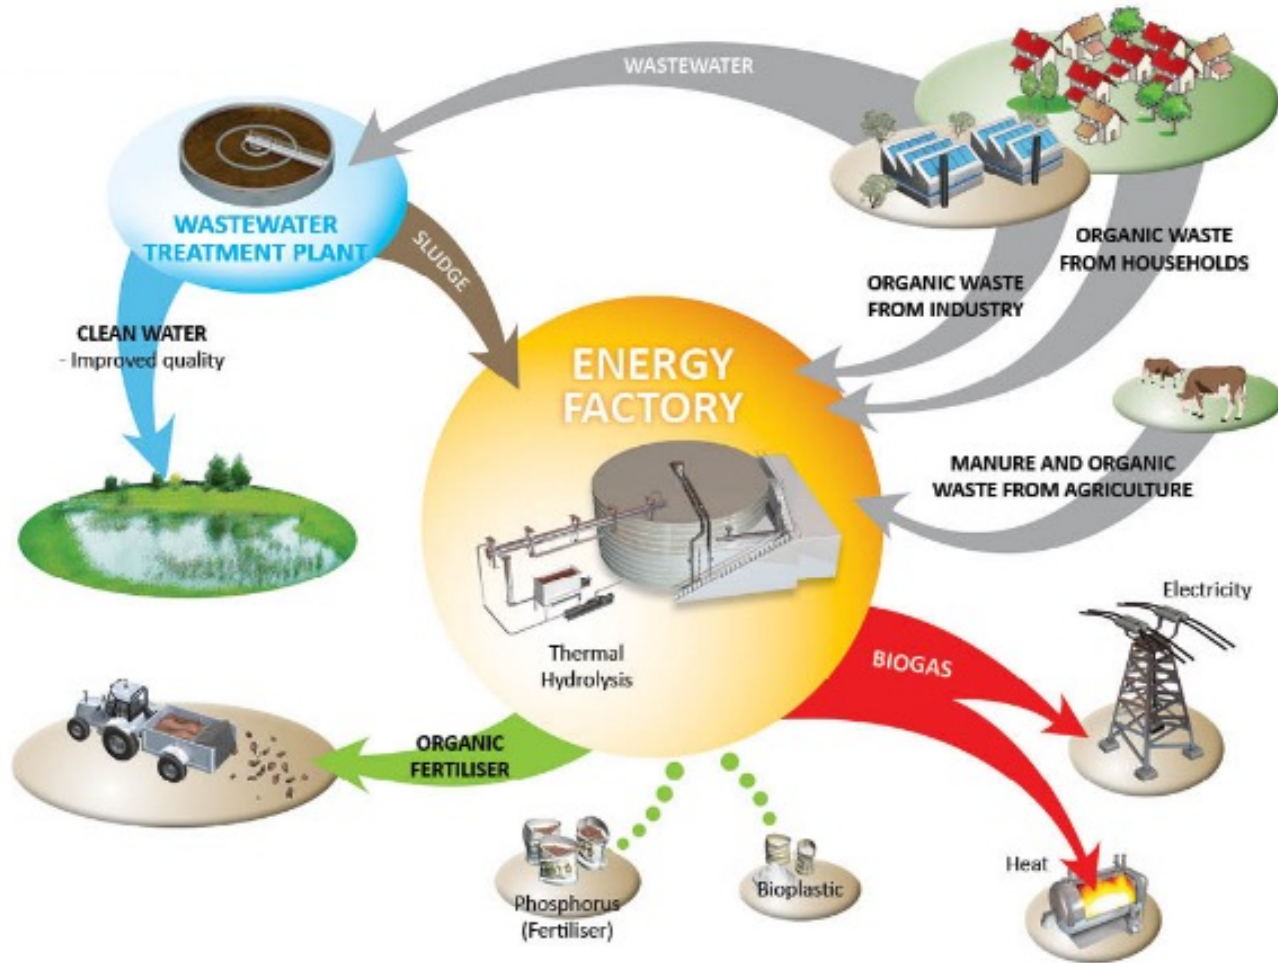 WASTEWATER
WASTEWATER
TREATMENT PLANT
SLUDGE
ORGANIC WASTE
FROM HOUSEHOLDS
ORGANIC WASTE
FROM INDUSTRY
CLEAN WATER
- Improved quality
ENERGY
FACTORY
MANURE AND ORGANIC
WASTE FROM AGRICULTURE
Thermal
Hydrolysis
Electricity
BIOGAS
ORGANIC
FERTILISER
Heat
Phosphorus
(Fertiliser)
Bioplastic